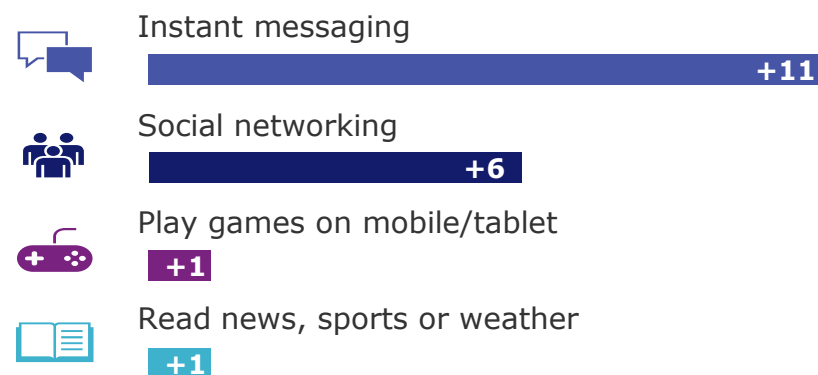 Instant messaging
+11
Social networking
+6
Play games on mobile/tablet
+1
Read news, sports or weather
+1